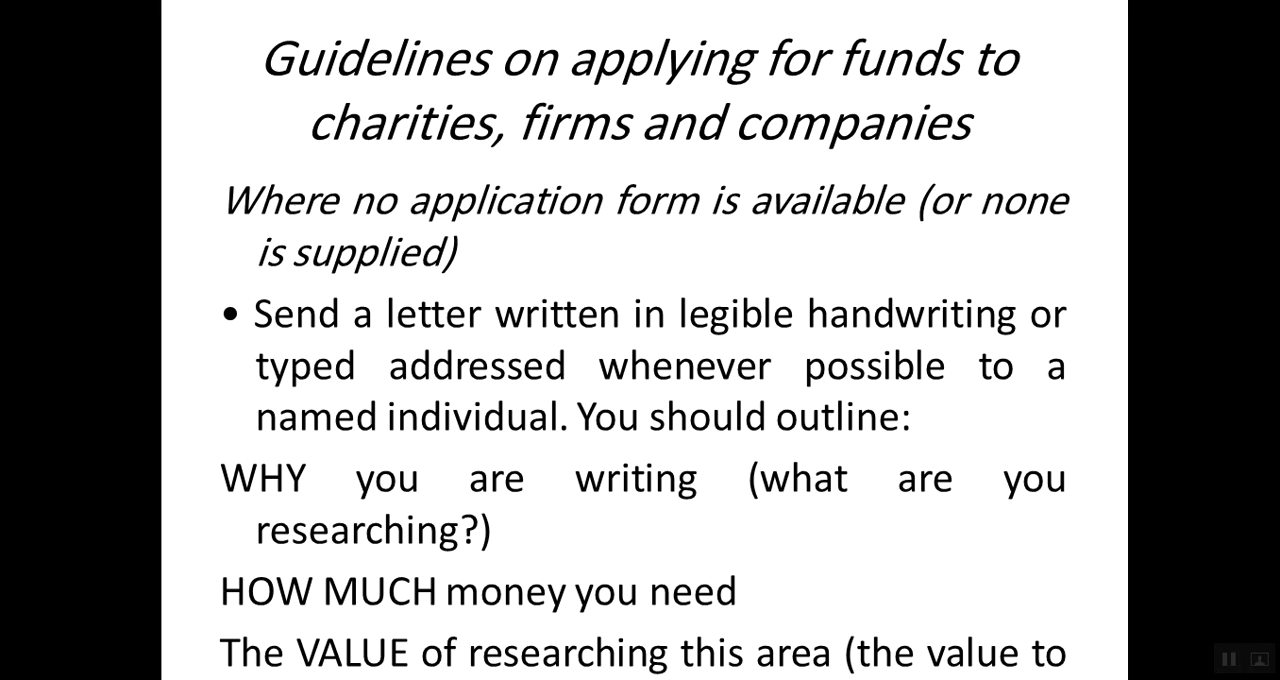 Guidelines on applying for funds to
charities, firms and companies
Where no application form is available (or none
is supplied)
• Send a letter written in legible handwriting or
typed addressed whenever possible to a
named individual. You should outline:
WHY you are writing (what are you
researching?)
HOW MUCH money you need
The VALUE of researching this area (the value to